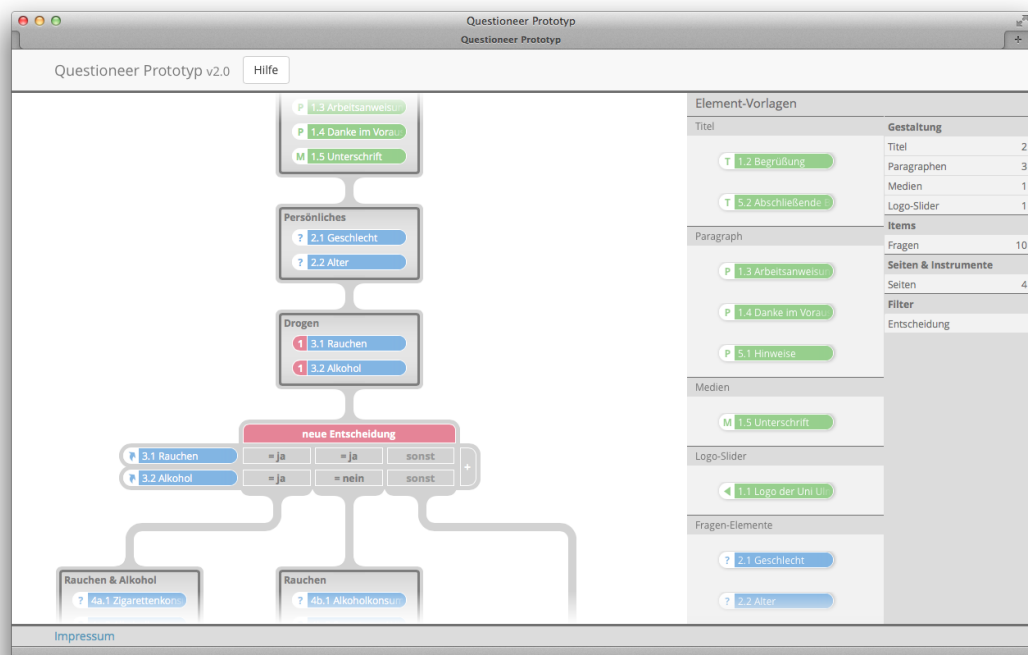 Questioneer Prototyp
Questioneer Prototyp
Questioneer Prototyp v2.0 Hilfe
P 1.3 Arbeitsanweisu
P 1.4 Danke im Vorau
M 1.5 Unterschrift
Persönliches
? 2.1 Geschlecht
? 2.2 Alter
Drogen
1 3.1 Rauchen
1 3.2 Alkohol
neue Entscheidung
3.1 Rauchen = ja = ja sonst
3.2 Alkohol = ja = nein sonst
+
Rauchen & Alkohol
? 4a.1 Zigarettenkons
Rauchen
? 4b.1 Alkoholkonsum
Element-Vorlagen
Titel
T 1.2 Begrüßung
T 5.2 Abschließende
Paragraph
P 1.3 Arbeitsanweisu
P 1.4 Danke im Vorau
P 5.1 Hinweise
Medien
M 1.5 Unterschrift
Logo-Slider
1.1 Logo der Uni Ul
Fragen-Elemente
? 2.1 Geschlecht
? 2.2 Alter
Gestaltung
Titel 2
Paragraphen 3
Medien 1
Logo-Slider 1
Items
Fragen 10
Seiten & Instrumente
Seiten 4
Filter
Entscheidung
Impressum